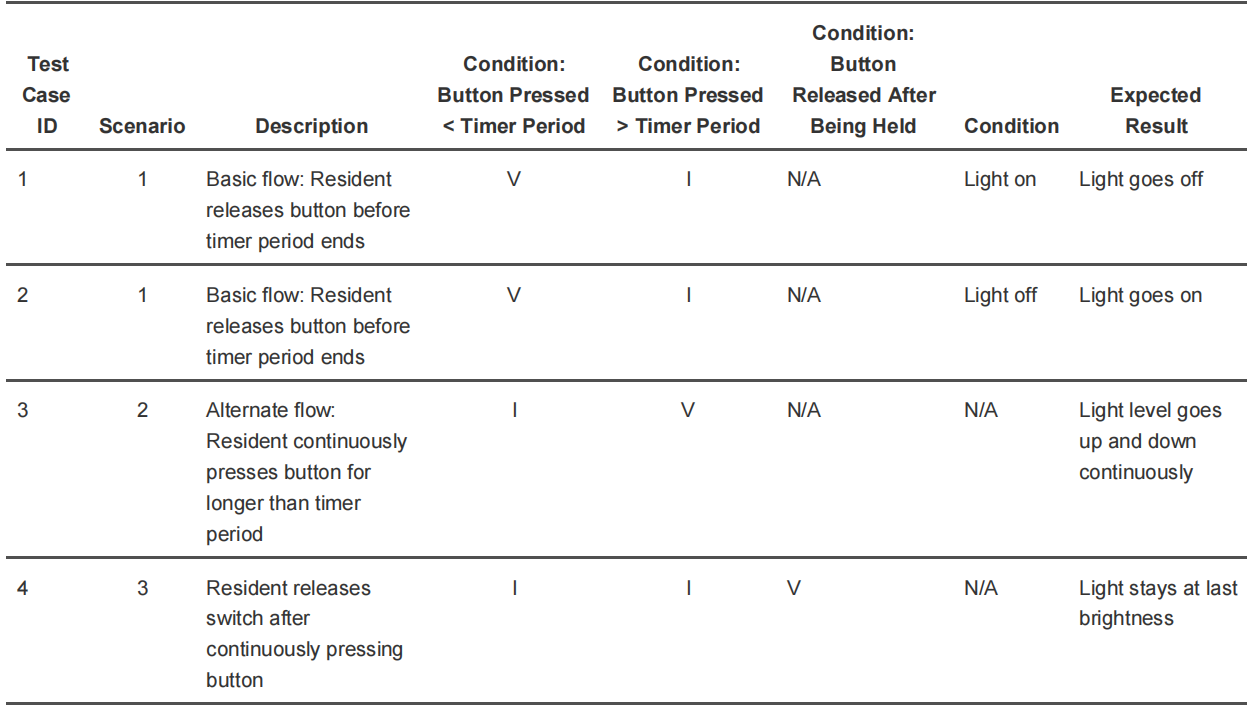 Test Case ID | Scenario | Description | Condition: Button Pressed < Timer Period | Condition: Button Pressed > Timer Period | Condition: Button Released After Being Held | Condition | Expected Result
1 | 1 | Basic flow: Resident releases button before timer period ends | V | I | N/A | Light on | Light goes off
2 | 1 | Basic flow: Resident releases button before timer period ends | V | I | N/A | Light off | Light goes on
3 | 2 | Alternate flow: Resident continuously presses button for longer than timer period | I | V | N/A | N/A | Light level goes up and down continuously
4 | 3 | Resident releases switch after continuously pressing button | I | I | V | N/A | Light stays at last brightness